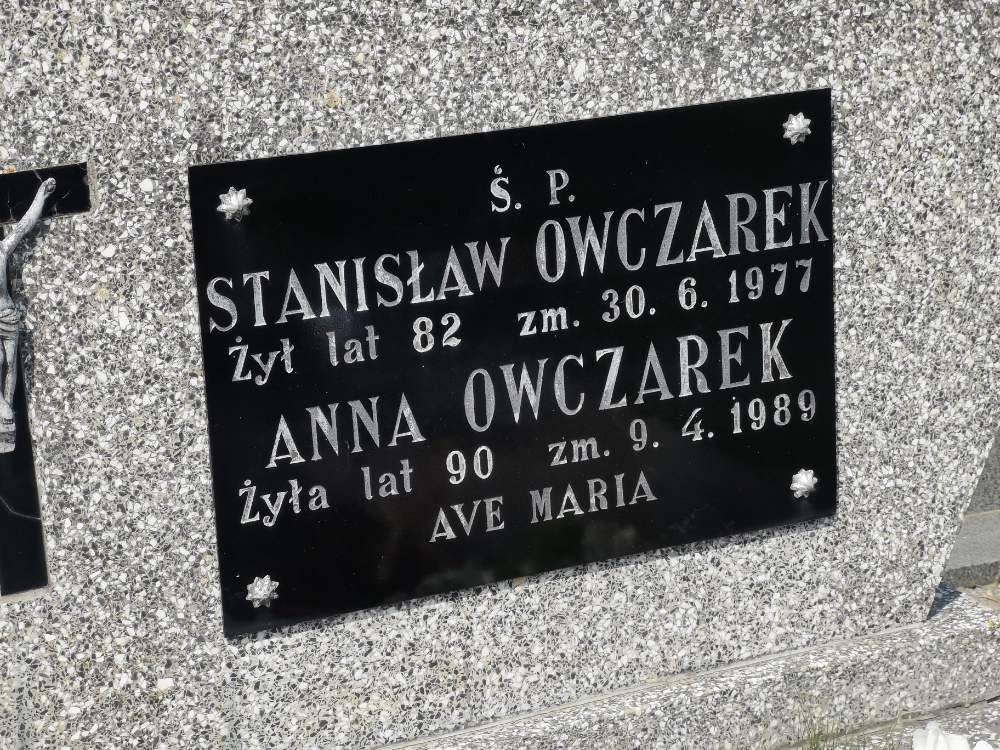 Ś. P.
STANISŁAW OWCZAREK
Żył lat 82 zm. 30. 6. 1977
ANNA OWCZAREK
Żyła lat 90 zm. 9. 4. 1989
AVE MARIA